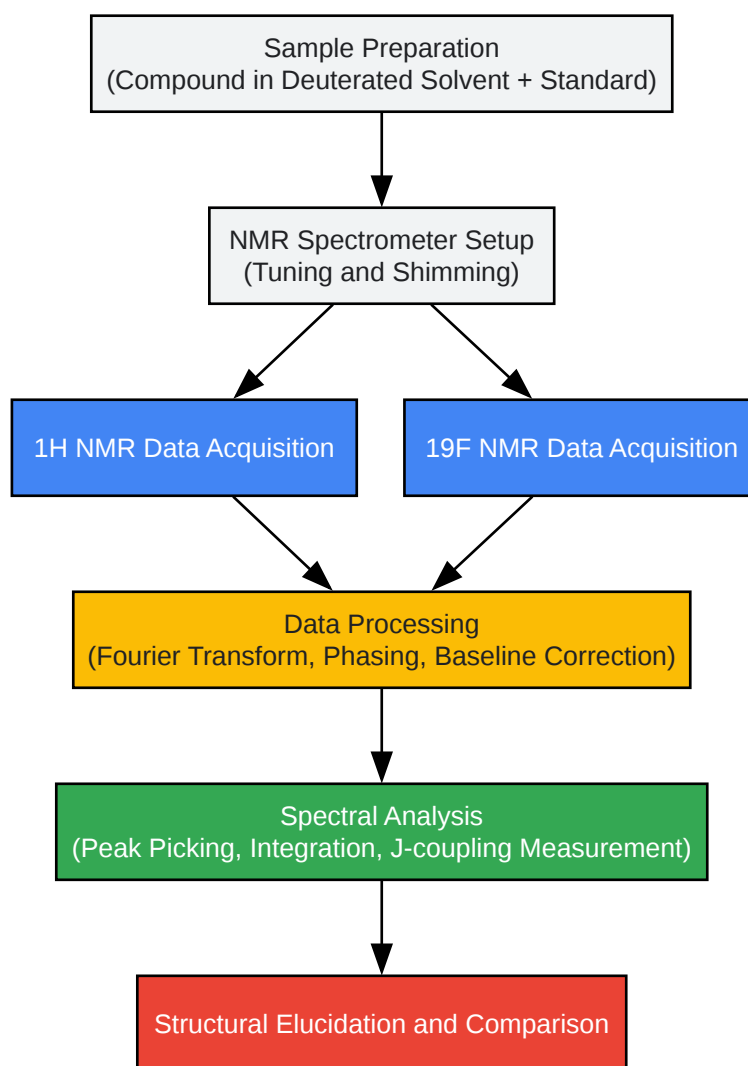 Sample Preparation
(Compound in Deuterated Solvent + Standard)
NMR Spectrometer Setup
(Tuning and Shimming)
1H NMR Data Acquisition
19F NMR Data Acquisition
Data Processing
(Fourier Transform, Phasing, Baseline Correction)
Spectral Analysis
(Peak Picking, Integration, J-coupling Measurement)
Structural Elucidation and Comparison